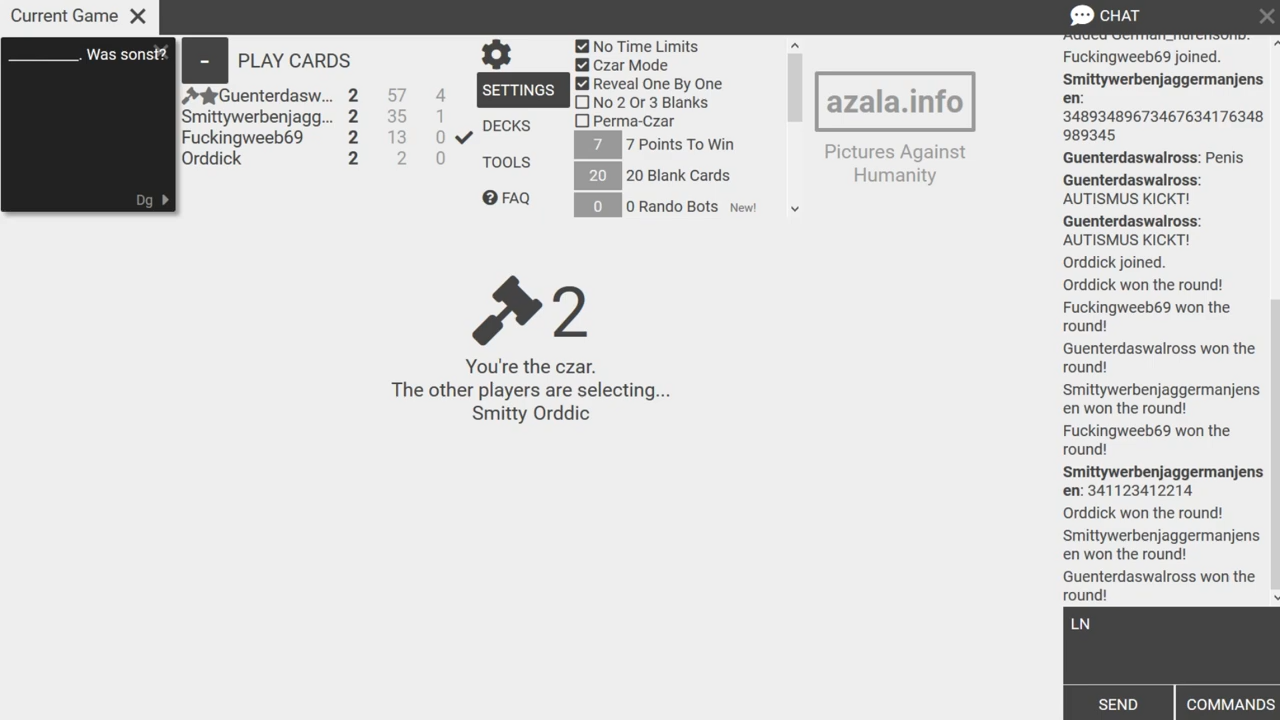 Current Game
CHAT
_________. Was sonst?
Dg
-
PLAY CARDS
Guenterdasw... 2 57 4
Smittywerbenjagg... 2 35 1
Fuckingweeb69 2 13 0
Orddick 2 2 0
SETTINGS
DECKS
TOOLS
FAQ
No Time Limits
Czar Mode
Reveal One By One
No 2 Or 3 Blanks
Perma-Czar
7 7 Points To Win
20 20 Blank Cards
0 0 Rando Bots New!
azala.info
Pictures Against
Humanity
2
You're the czar.
The other players are selecting...
Smitty Orddic
Fuckingweeb69 joined.
Smittywerbenjaggermanjens
en:
34893489673467634176348
989345
Guenterdaswalross: Penis
Guenterdaswalross:
AUTISMUS KICKT!
Guenterdaswalross:
AUTISMUS KICKT!
Orddick joined.
Orddick won the round!
Fuckingweeb69 won the
round!
Guenterdaswalross won the
round!
Smittywerbenjaggermanjens
en won the round!
Fuckingweeb69 won the
round!
Smittywerbenjaggermanjens
en: 341123412214
Orddick won the round!
Smittywerbenjaggermanjens
en won the round!
Guenterdaswalross won the
round!
LN
SEND
COMMANDS